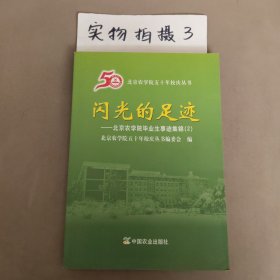 实物拍摄3
50
北京农学院五十年校庆丛书
闪光的足迹
——北京农学院毕业生事迹集锦(2)
北京农学院五十年校庆丛书编委会 编
中国农业出版社